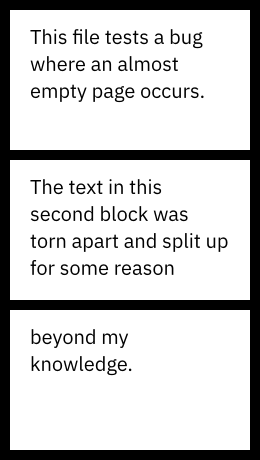 This file tests a bug
where an almost
empty page occurs.
The text in this
second block was
torn apart and split up
for some reason
beyond my
knowledge.